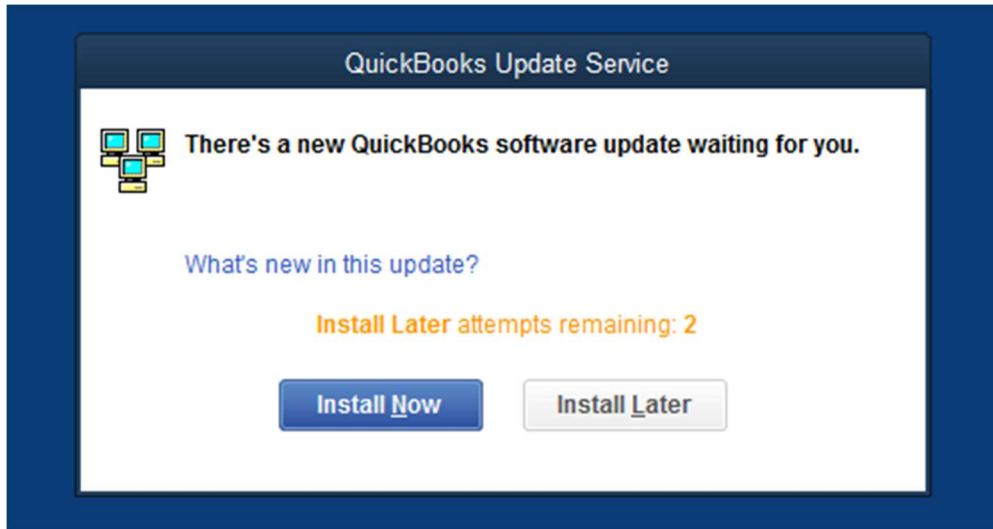 QuickBooks Update Service
There's a new QuickBooks software update waiting for you.
What's new in this update?
Install Later attempts remaining: 2
Install Now
Install Later